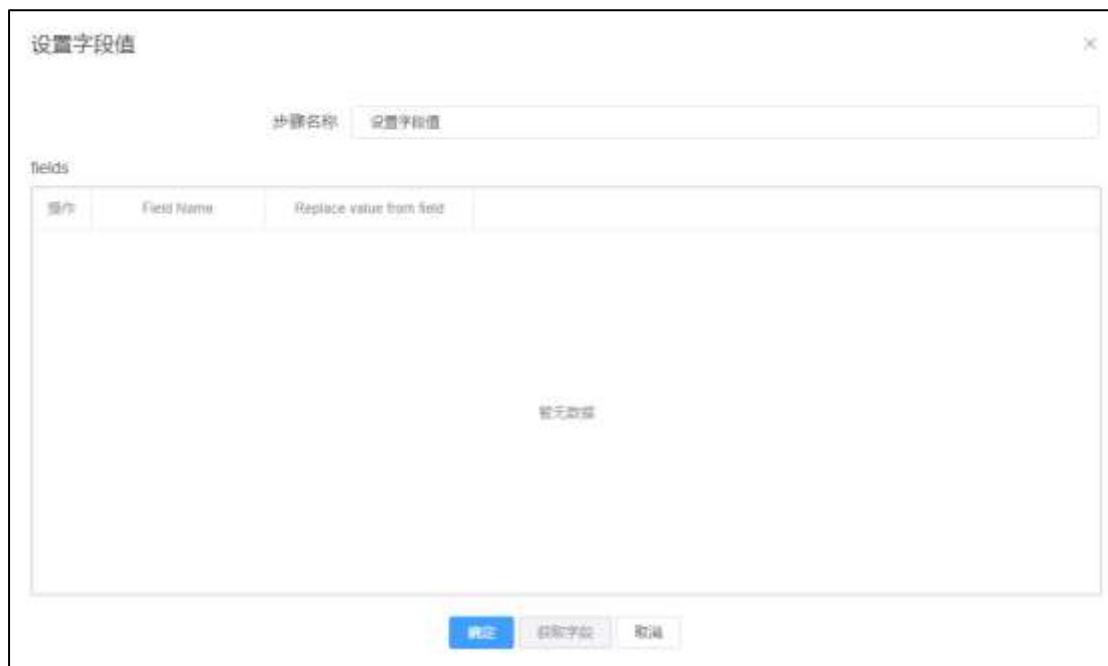 设置字段值
步骤名称 设置字段值
fields
操作 Field Name Replace value from field
暂无数据
确定 获取字段 取消